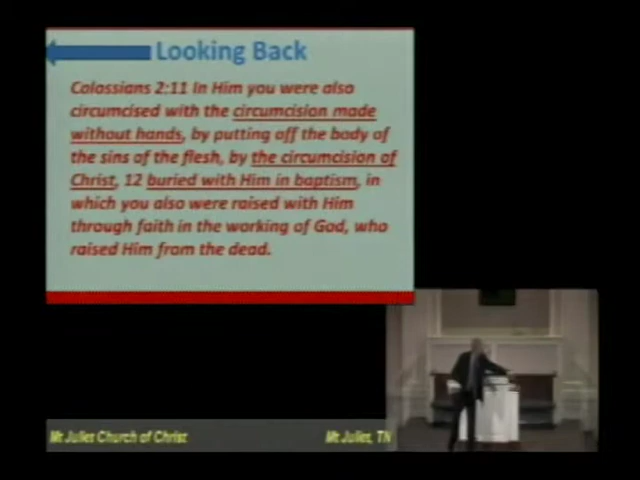 Looking Back
Colossians 2:11 In Him you were also
circumcised with the circumcision made
without hands, by putting off the body of
the sins of the flesh, by the circumcision of
Christ, 12 buried with Him in baptism, in
which you also were raised with Him
through faith in the working of God, who
raised Him from the dead.
Mt Juliet Church of Christ
Mt Juliet, TN